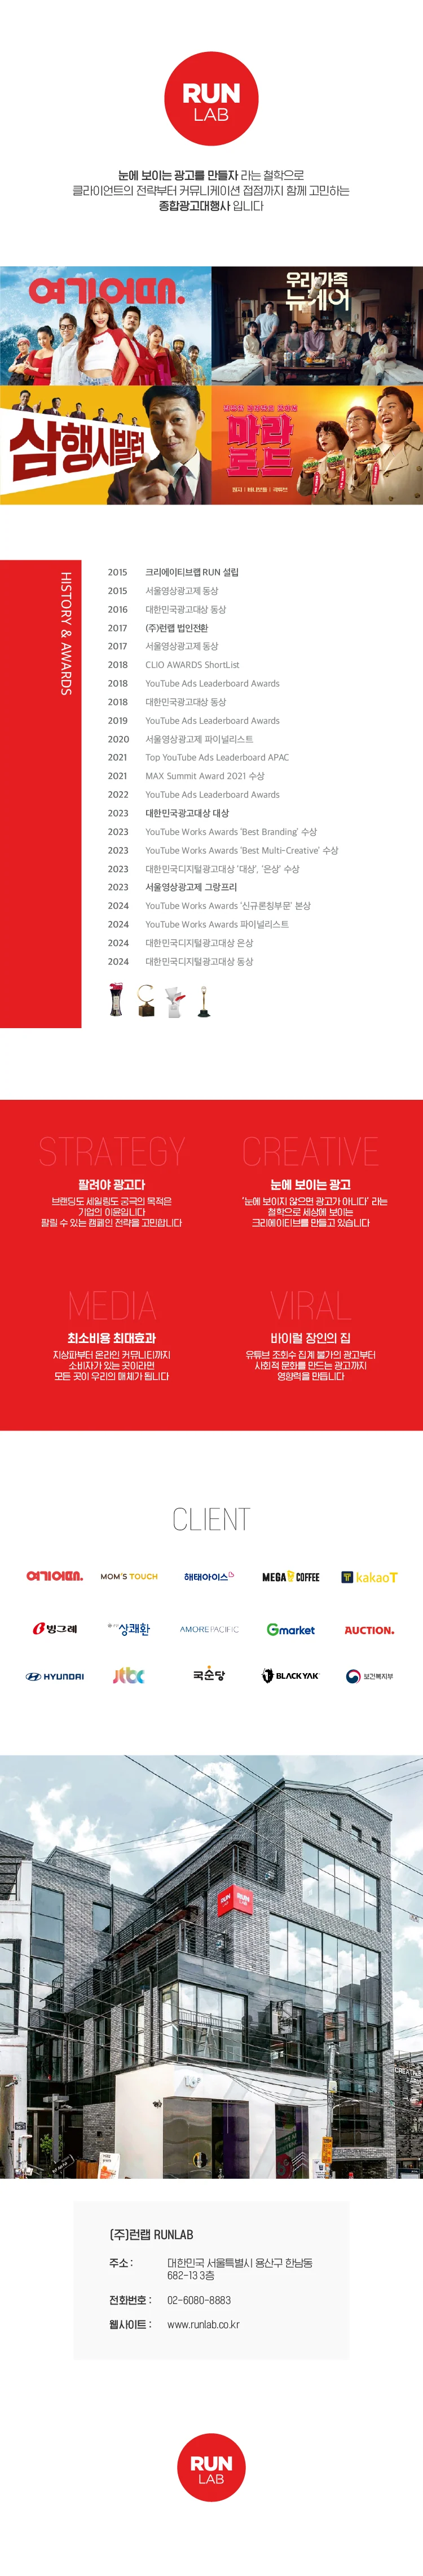 RUN
LAB
눈에 보이는 광고를 만들자 라는 철학으로
클라이언트의 전략부터 커뮤니케이션 접점까지 함께 고민하는
종합광고대행사 입니다
여기어때.
우리가족
뉴케어
삼행시빌런
마라
로드
HISTORY & AWARDS
2015 크리에이티브랩 RUN 설립
2015 서울영상광고제 동상
2016 대한민국광고대상 동상
2017 (주)런랩 법인전환
2017 서울영상광고제 동상
2018 CLIO AWARDS ShortList
2018 YouTube Ads Leaderboard Awards
2018 대한민국광고대상 동상
2019 YouTube Ads Leaderboard Awards
2020 서울영상광고제 파이널리스트
2021 Top YouTube Ads Leaderboard APAC
2021 MAX Summit Award 2021 수상
2022 YouTube Ads Leaderboard Awards
2023 대한민국광고대상 대상
2023 YouTube Works Awards 'Best Branding' 수상
2023 YouTube Works Awards 'Best Multi-Creative' 수상
2023 대한민국디지털광고대상 '대상', '은상' 수상
2023 서울영상광고제 그랑프리
2024 YouTube Works Awards '신규론칭부문' 본상
2024 YouTube Works Awards 파이널리스트
2024 대한민국디지털광고대상 은상
2024 대한민국디지털광고대상 동상
STRATEGY
팔려야 광고다
브랜딩도 세일링도 궁극의 목적은
기업의 이윤입니다
팔릴 수 있는 캠페인 전략을 고민합니다
CREATIVE
눈에 보이는 광고
'눈에 보이지 않으면 광고가 아니다' 라는
철학으로 세상에 보이는
크리에이티브를 만들고 있습니다
MEDIA
최소비용 최대효과
지상파부터 온라인 커뮤니티까지
소비자가 있는 곳이라면
모든 곳이 우리의 매체가 됩니다
VIRAL
바이럴 장인의 집
유튜브 조회수 집계 불가의 광고부터
사회적 문화를 만드는 광고까지
영향력을 만듭니다
CLIENT
여기어때. MOM'S TOUCH 해태아이스 MEGA COFFEE T kakao T
빙그레 상쾌환 AMOREPACIFIC Gmarket AUCTION.
HYUNDAI jtbc 국순당 BLACKYAK 보건복지부
RUN
LAB
RUN
LAB
(주)런랩 RUNLAB
주소 : 대한민국 서울특별시 용산구 한남동
682-13 3층
전화번호 : 02-6080-8883
웹사이트 : www.runlab.co.kr
RUN
LAB